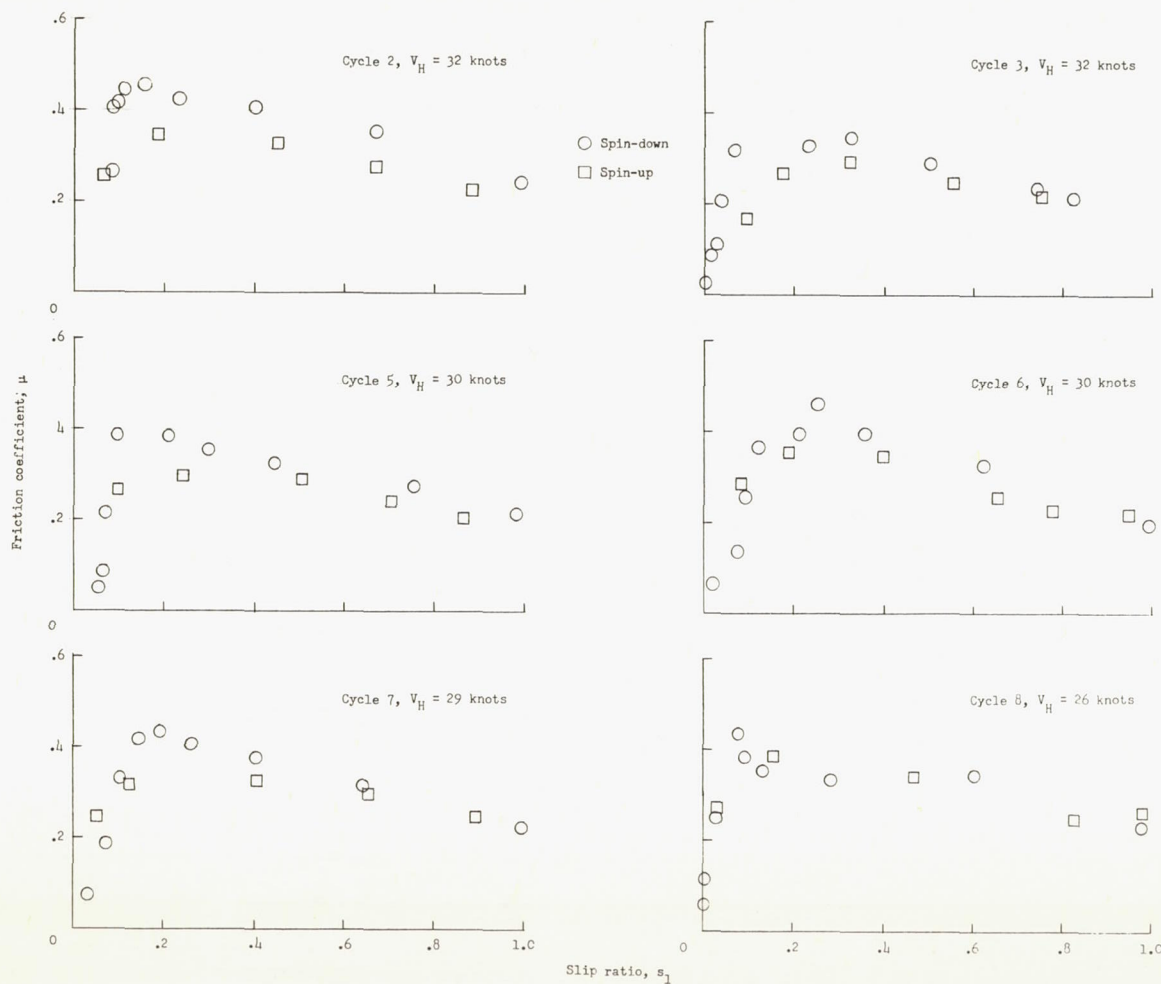 .6
Cycle 2, V_H = 32 knots
Cycle 3, V_H = 32 knots
.4
○ Spin-down
□ Spin-up
.2
0
.6
Cycle 5, V_H = 30 knots
Cycle 6, V_H = 30 knots
.4
Friction coefficient, μ
.2
0
.6
Cycle 7, V_H = 29 knots
Cycle 8, V_H = 26 knots
.4
.2
0 .2 .4 .6 .8 1.0
0 .2 .4 .6 .8 1.0
Slip ratio, s_1